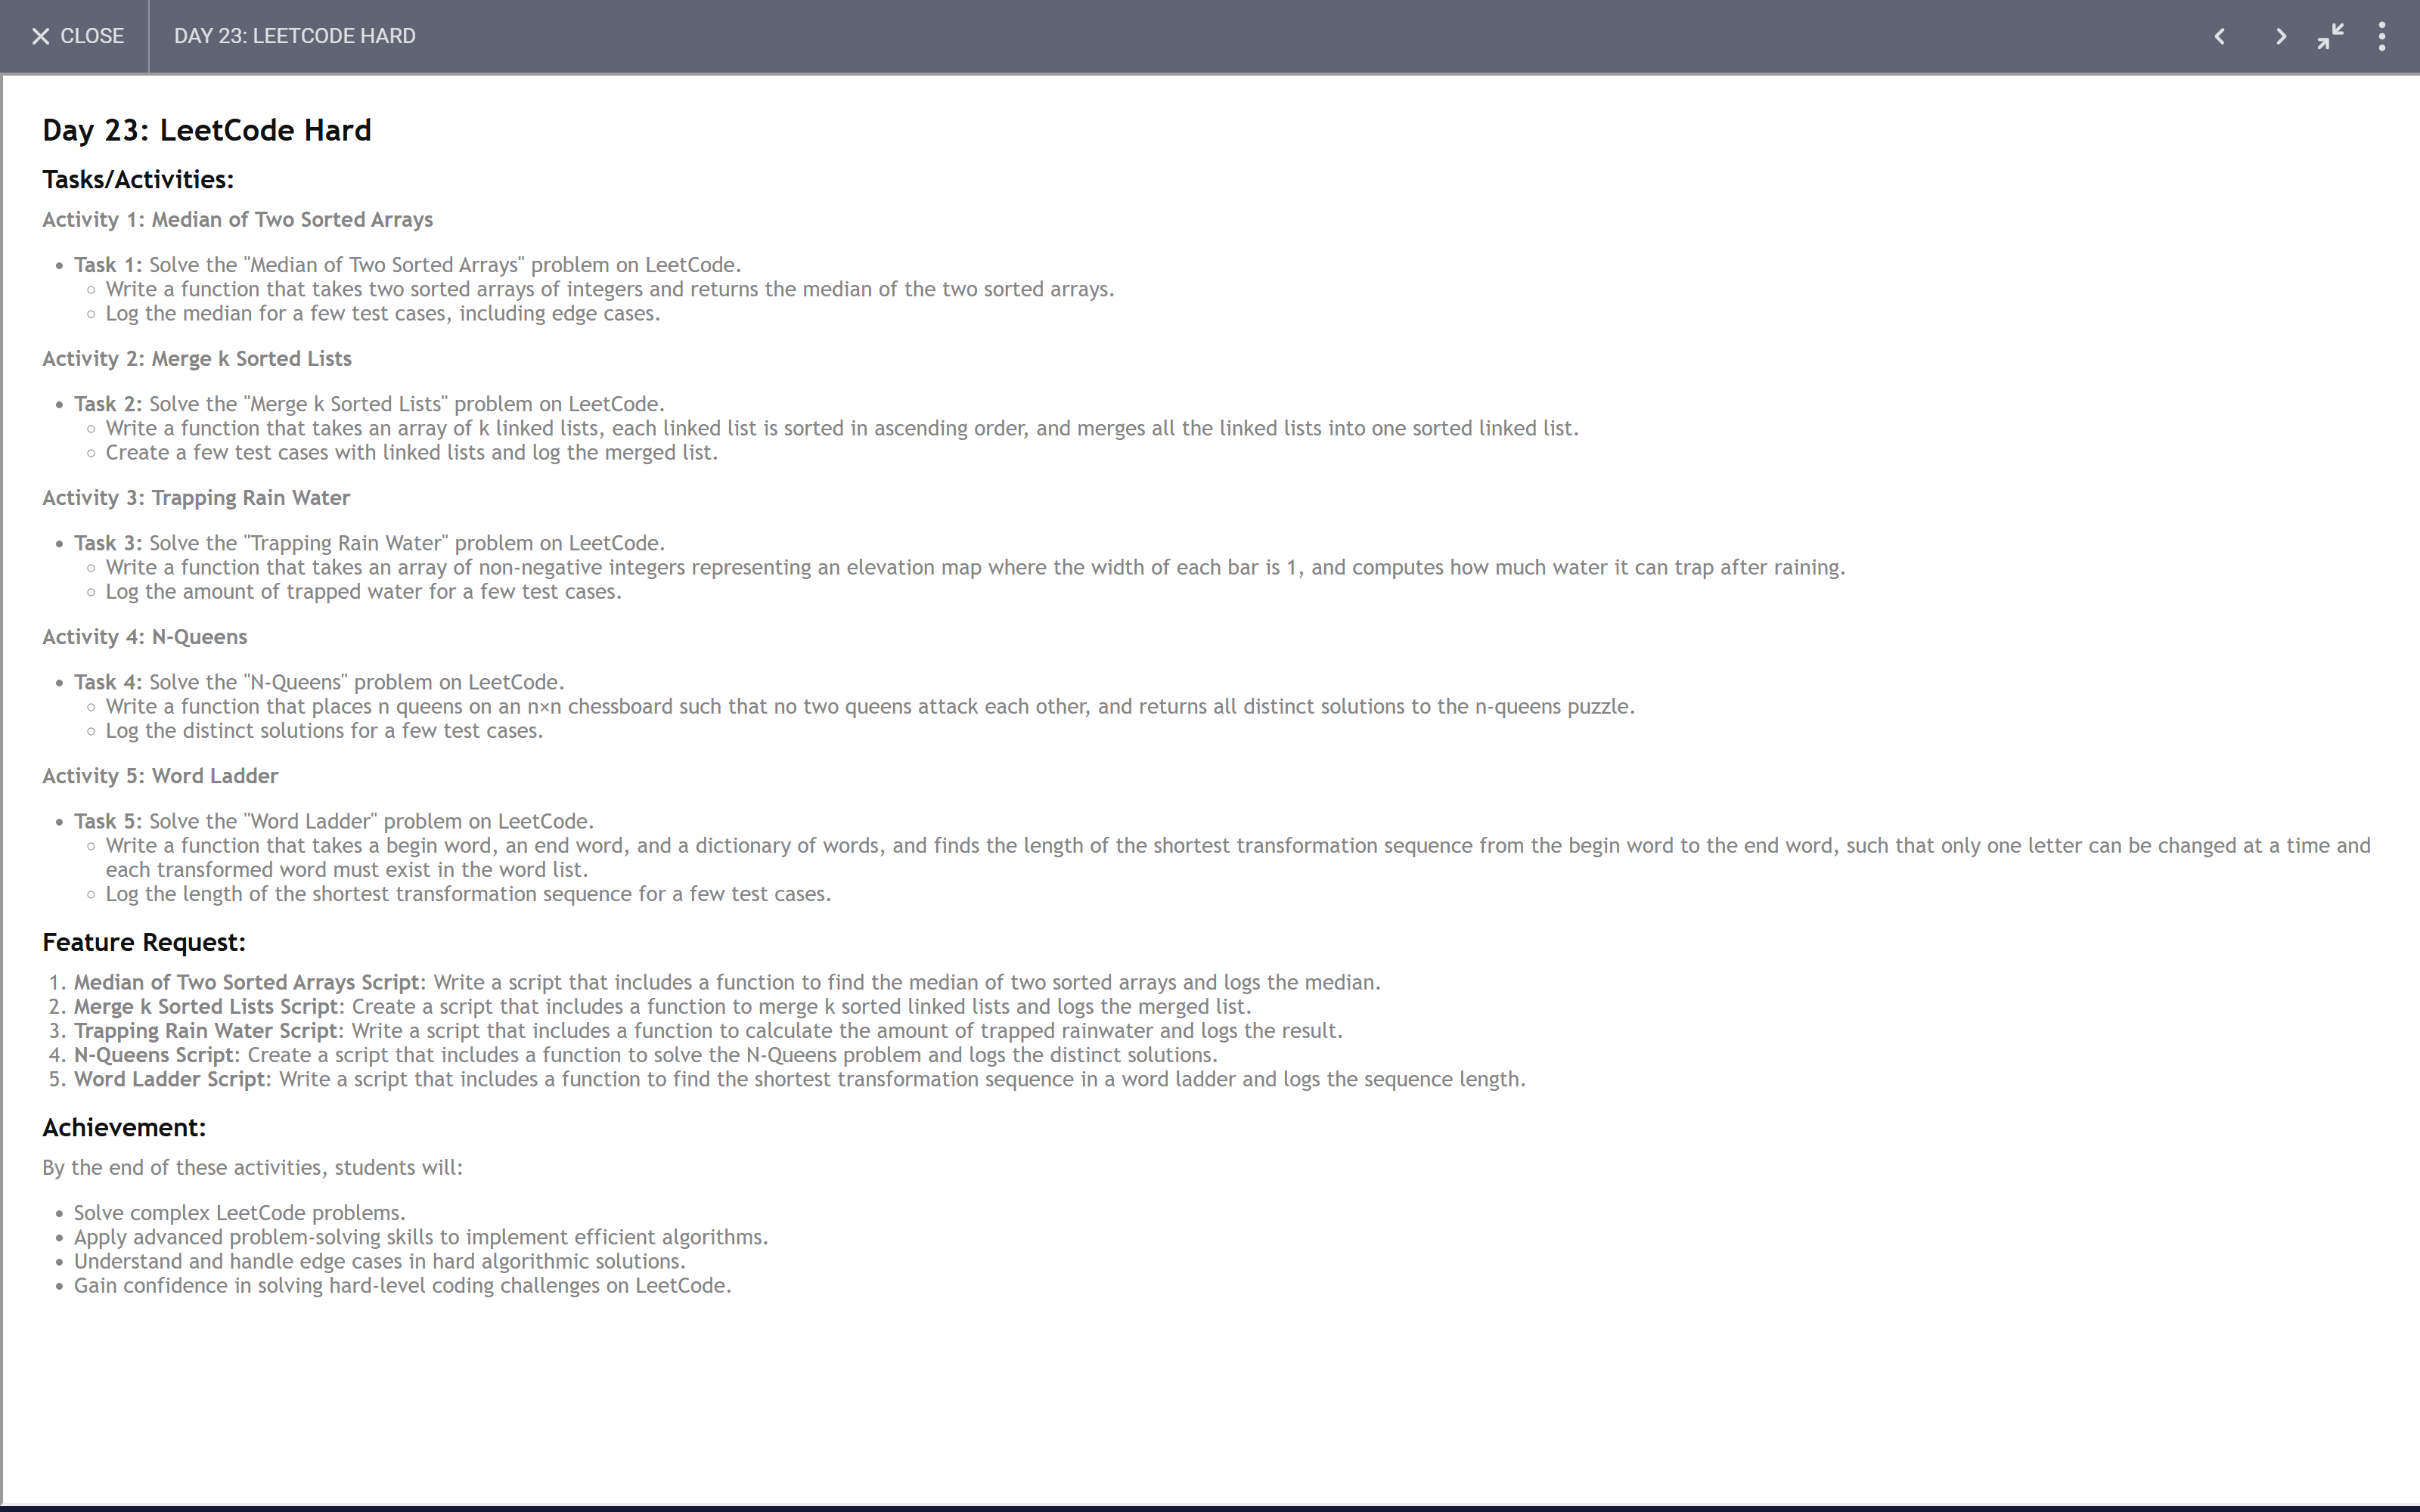 CLOSE
DAY 23: LEETCODE HARD
Day 23: LeetCode Hard
Tasks/Activities:
Activity 1: Median of Two Sorted Arrays
Task 1: Solve the "Median of Two Sorted Arrays" problem on LeetCode.
Write a function that takes two sorted arrays of integers and returns the median of the two sorted arrays.
Log the median for a few test cases, including edge cases.
Activity 2: Merge k Sorted Lists
Task 2: Solve the "Merge k Sorted Lists" problem on LeetCode.
Write a function that takes an array of k linked lists, each linked list is sorted in ascending order, and merges all the linked lists into one sorted linked list.
Create a few test cases with linked lists and log the merged list.
Activity 3: Trapping Rain Water
Task 3: Solve the "Trapping Rain Water" problem on LeetCode.
Write a function that takes an array of non-negative integers representing an elevation map where the width of each bar is 1, and computes how much water it can trap after raining.
Log the amount of trapped water for a few test cases.
Activity 4: N-Queens
Task 4: Solve the "N-Queens" problem on LeetCode.
Write a function that places n queens on an n×n chessboard such that no two queens attack each other, and returns all distinct solutions to the n-queens puzzle.
Log the distinct solutions for a few test cases.
Activity 5: Word Ladder
Task 5: Solve the "Word Ladder" problem on LeetCode.
Write a function that takes a begin word, an end word, and a dictionary of words, and finds the length of the shortest transformation sequence from the begin word to the end word, such that only one letter can be changed at a time and
each transformed word must exist in the word list.
Log the length of the shortest transformation sequence for a few test cases.
Feature Request:
1. Median of Two Sorted Arrays Script: Write a script that includes a function to find the median of two sorted arrays and logs the median.
2. Merge k Sorted Lists Script: Create a script that includes a function to merge k sorted linked lists and logs the merged list.
3. Trapping Rain Water Script: Write a script that includes a function to calculate the amount of trapped rainwater and logs the result.
4. N-Queens Script: Create a script that includes a function to solve the N-Queens problem and logs the distinct solutions.
5. Word Ladder Script: Write a script that includes a function to find the shortest transformation sequence in a word ladder and logs the sequence length.
Achievement:
By the end of these activities, students will:
Solve complex LeetCode problems.
Apply advanced problem-solving skills to implement efficient algorithms.
Understand and handle edge cases in hard algorithmic solutions.
Gain confidence in solving hard-level coding challenges on LeetCode.